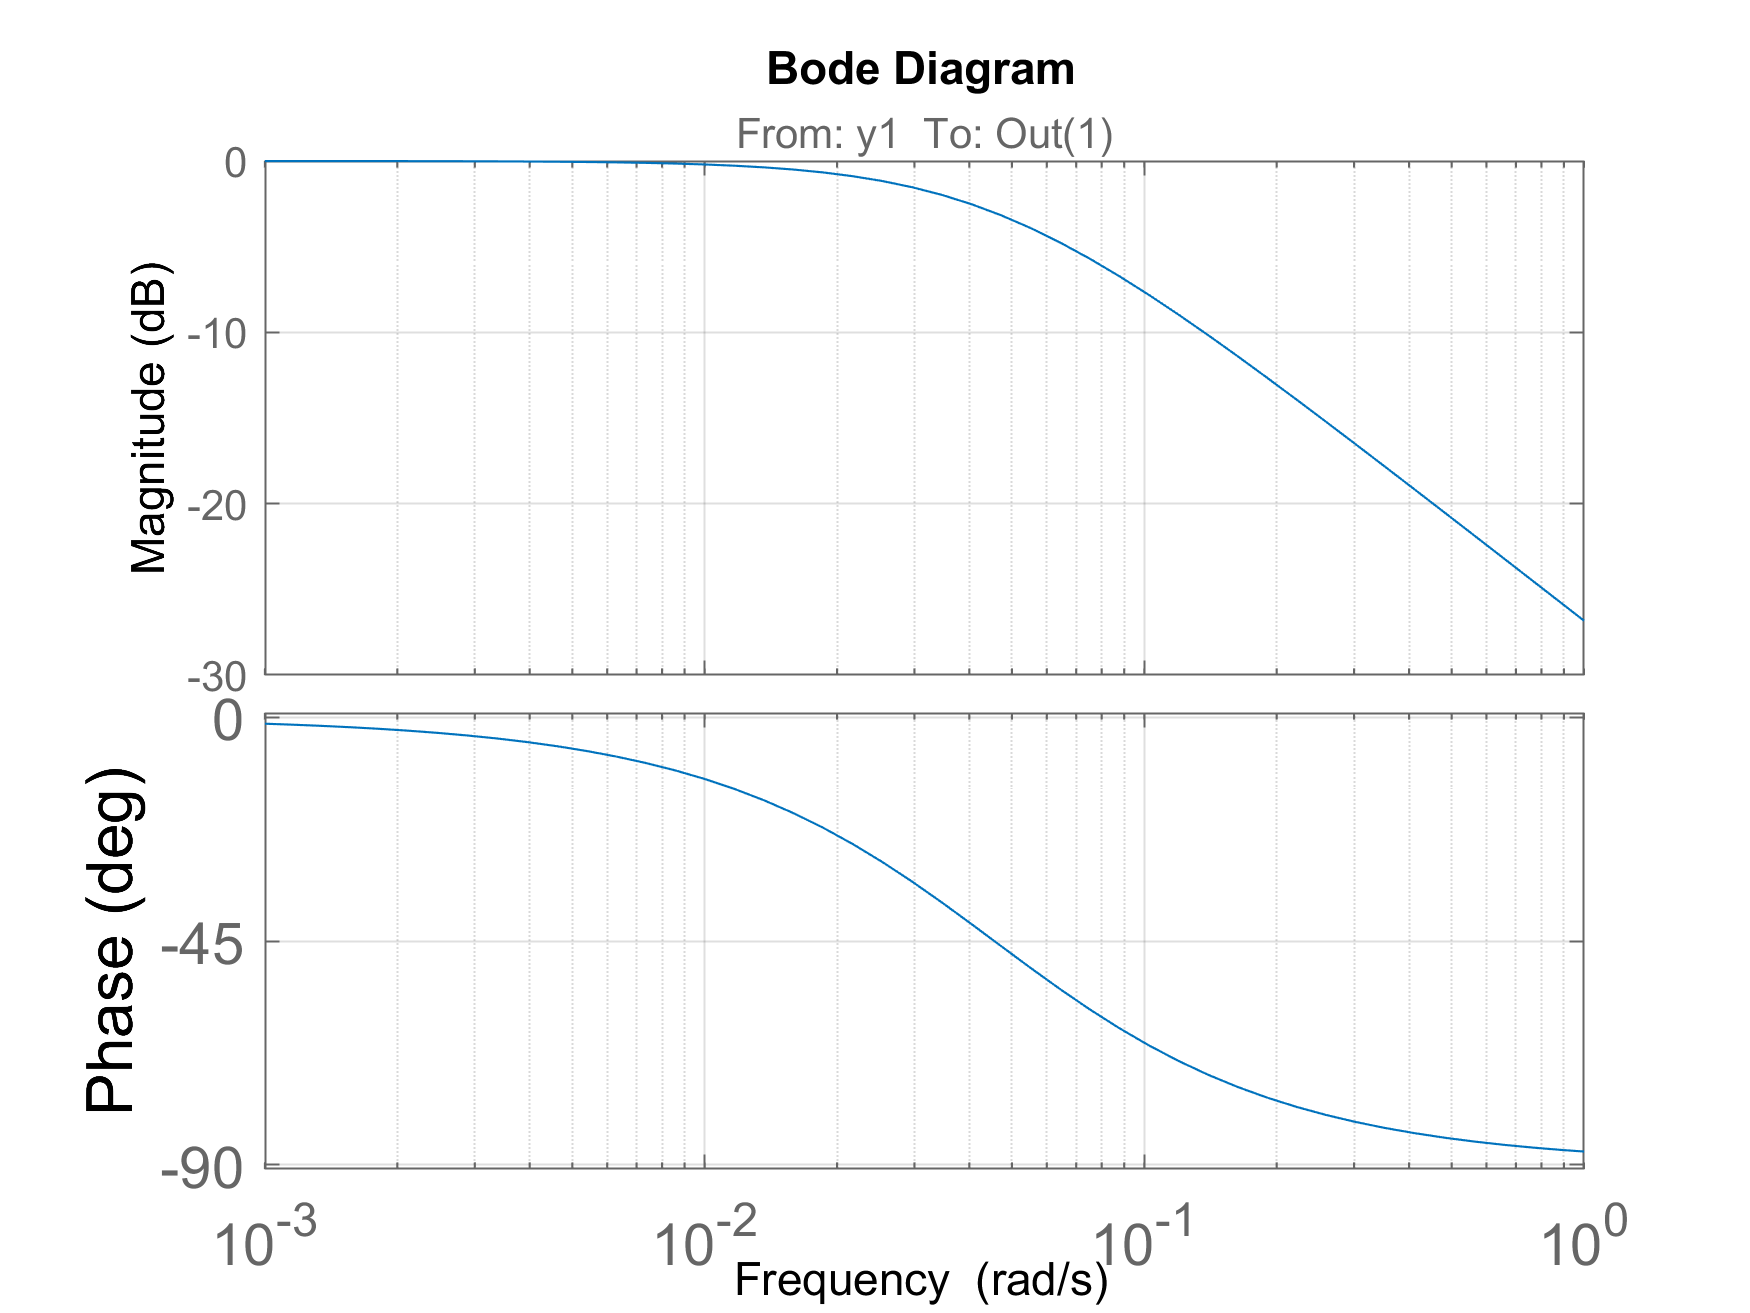 Bode Diagram
From: y1  To: Out(1)
Magnitude (dB)
0
-10
-20
-30
Phase (deg)
0
-45
-90
10^-3
10^-2
10^-1
10^0
Frequency  (rad/s)